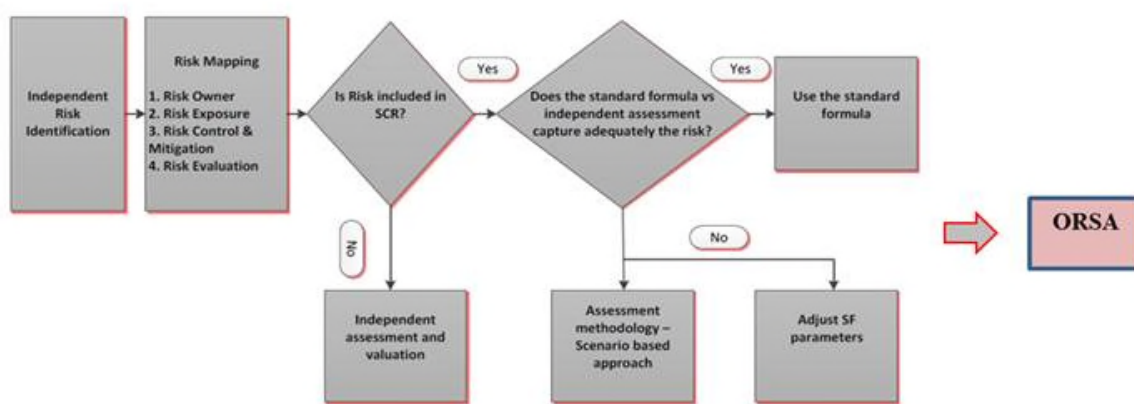 Independent
Risk
Identification
Risk Mapping
1. Risk Owner
2. Risk Exposure
3. Risk Control &
Mitigation
4. Risk Evaluation
Is Risk included in
SCR?
Yes
Does the standard formula vs
independent assessment
capture adequately the risk?
Yes
Use the standard
formula
No
Independent
assessment and
valuation
No
Assessment
methodology –
Scenario based
approach
Adjust SF
parameters
ORSA